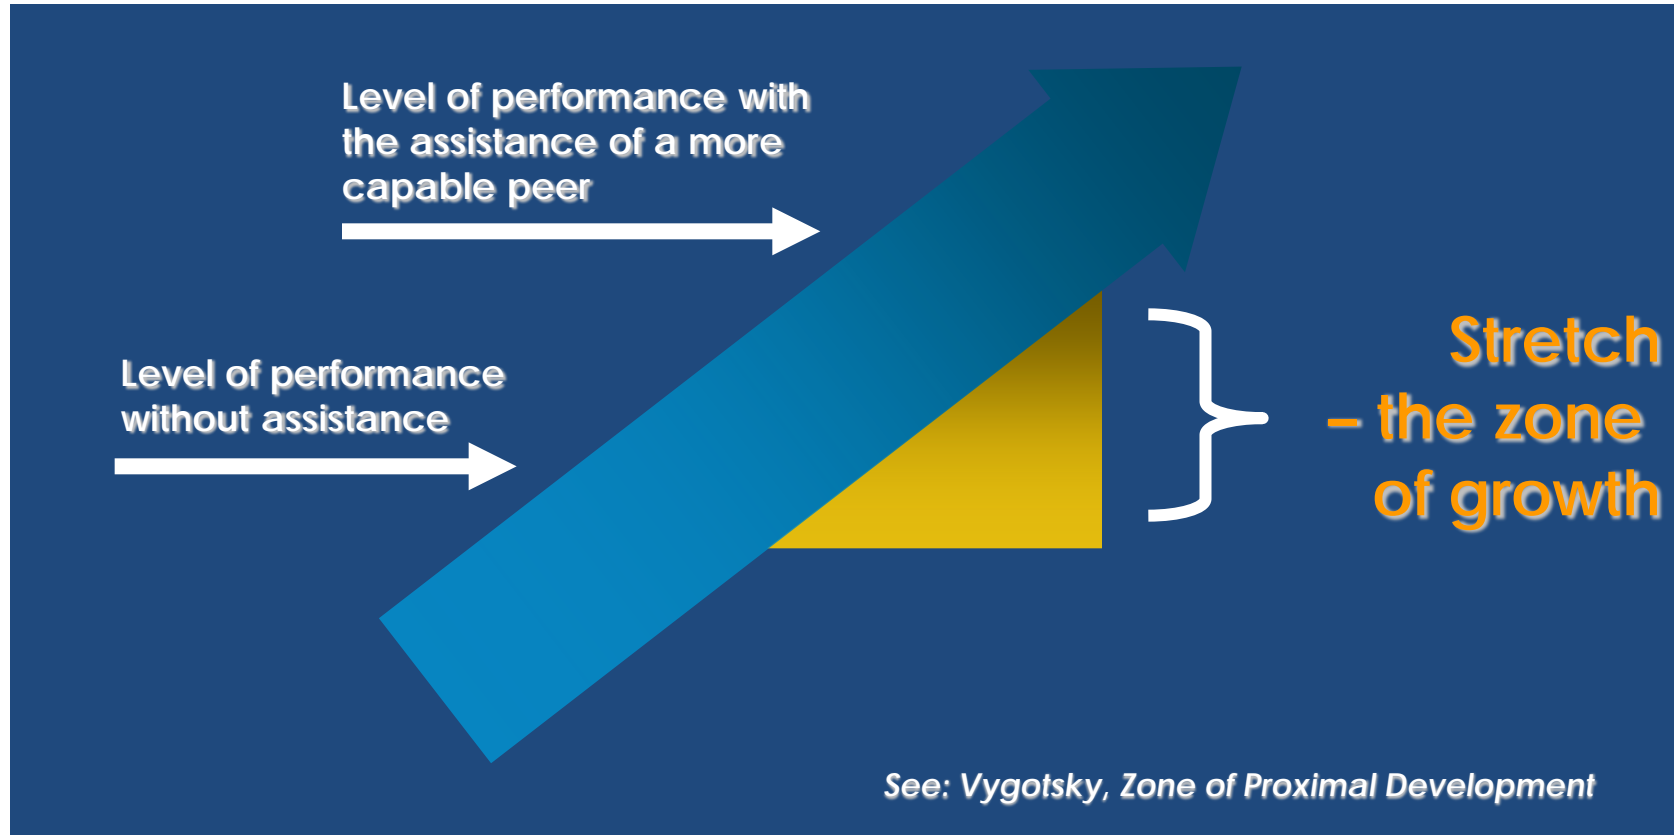 Level of performance with
the assistance of a more
capable peer
Level of performance
without assistance
Stretch
– the zone
of growth
See: Vygotsky, Zone of Proximal Development